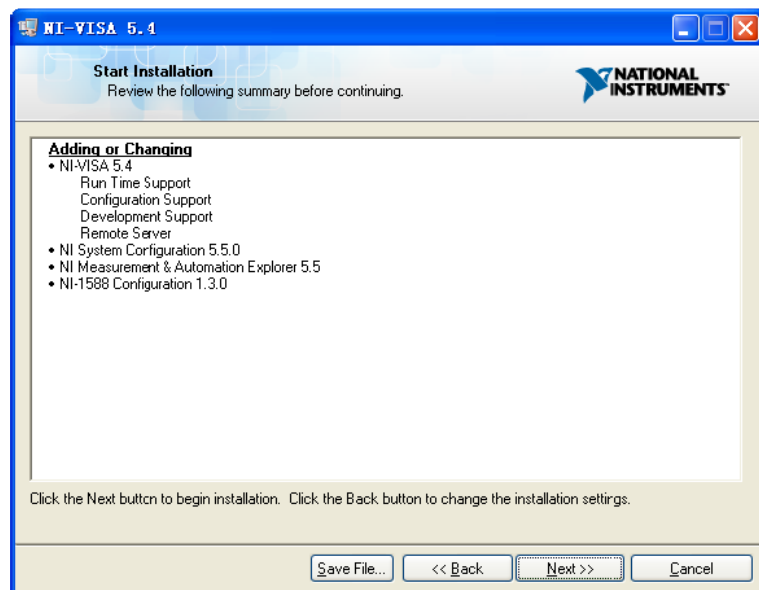 NI-VISA 5.4
Start Installation
Review the following summary before continuing.
NATIONAL
INSTRUMENTS™
Adding or Changing
• NI-VISA 5.4
Run Time Support
Configuration Support
Development Support
Remote Server
• NI System Configuration 5.5.0
• NI Measurement & Automation Explorer 5.5
• NI-1588 Configuration 1.3.0
Click the Next button to begin installation. Click the Back button to change the installation settings.
Save File...
<< Back
Next >>
Cancel